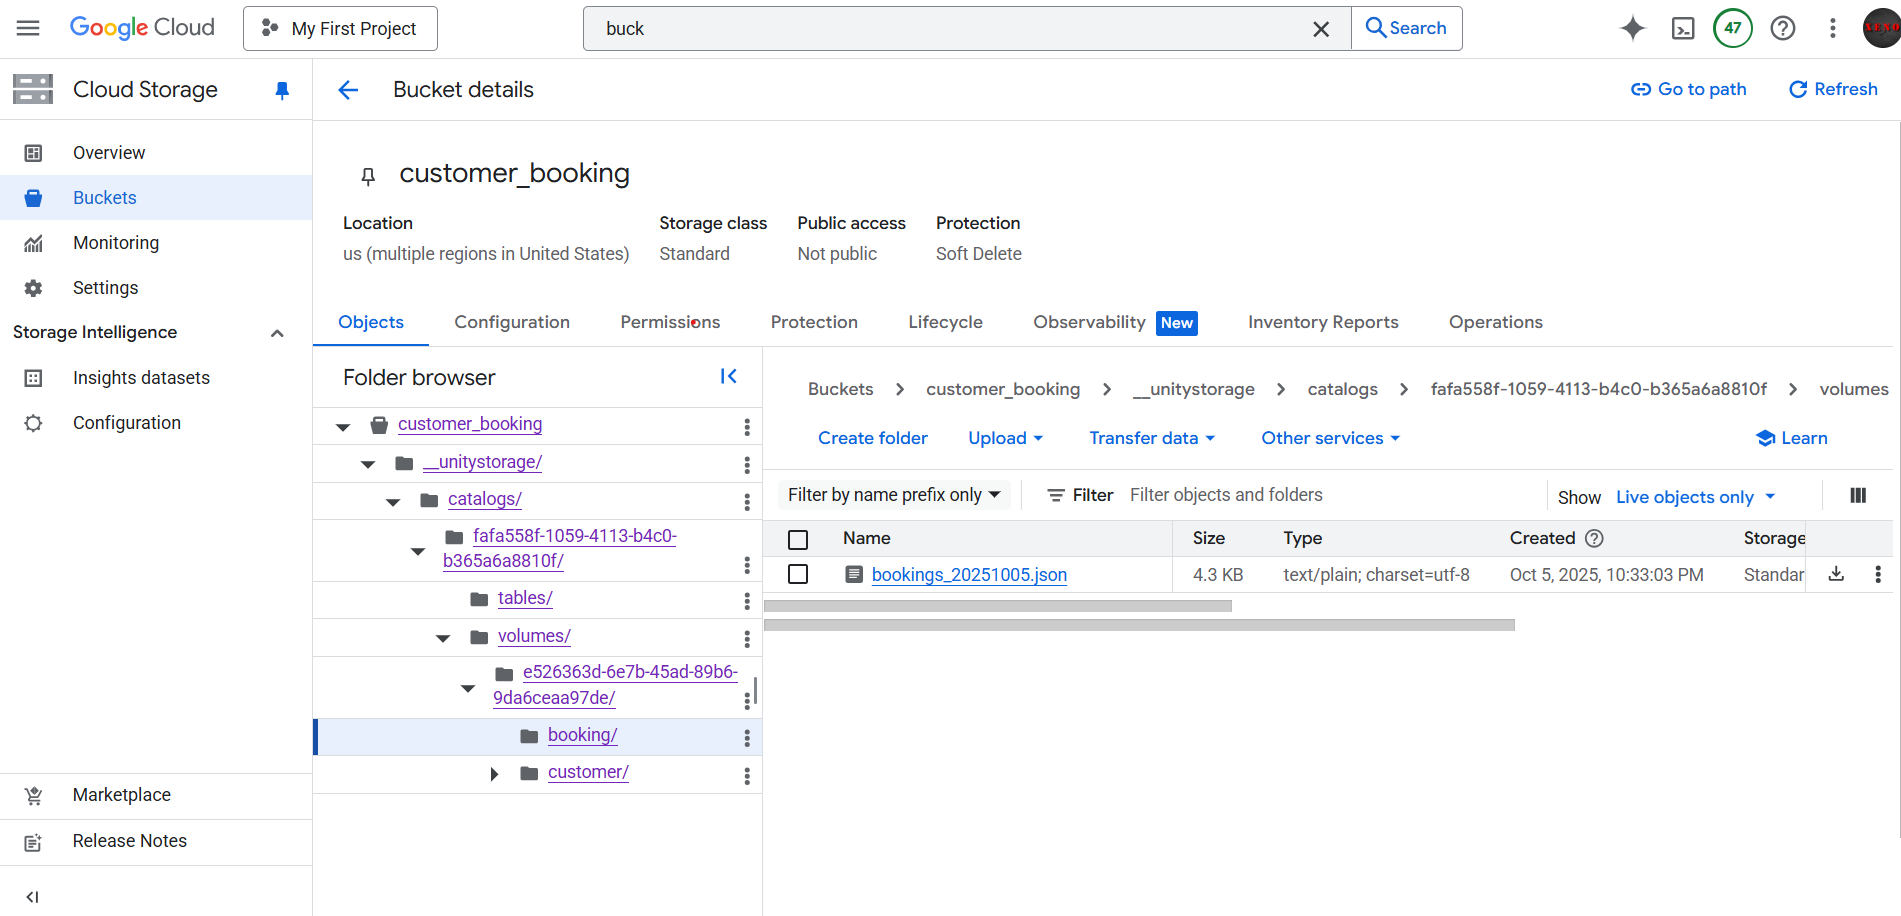 Google Cloud
My First Project
buck
Search
47
Cloud Storage
Bucket details
Go to path
Refresh
Overview
Buckets
Monitoring
Settings
Storage Intelligence
Insights datasets
Configuration
Marketplace
Release Notes
customer_booking
Location
Storage class
Public access
Protection
us (multiple regions in United States)
Standard
Not public
Soft Delete
Objects
Configuration
Permissions
Protection
Lifecycle
Observability New
Inventory Reports
Operations
Folder browser
customer_booking
__unitystorage/
catalogs/
fafa558f-1059-4113-b4c0-
b365a6a8810f/
tables/
volumes/
e526363d-6e7b-45ad-89b6-
9da6ceaa97de/
booking/
customer/
Buckets > customer_booking > __unitystorage > catalogs > fafa558f-1059-4113-b4c0-b365a6a8810f > volumes
Create folder
Upload
Transfer data
Other services
Learn
Filter by name prefix only
Filter
Filter objects and folders
Show
Live objects only
Name
Size
Type
Created
Storage
bookings_20251005.json
4.3 KB
text/plain; charset=utf-8
Oct 5, 2025, 10:33:03 PM
Standar